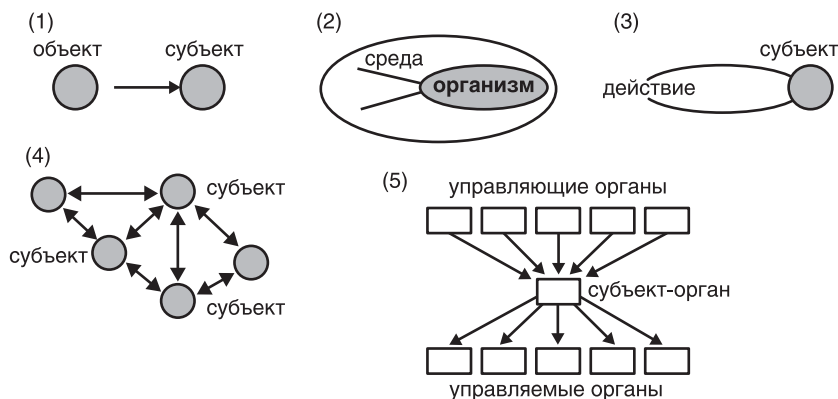 (1)
объект субъект
(2)
среда
организм
(3)
субъект
действие
(4)
субъект
субъект
субъект
(5)
управляющие органы
субъект-орган
управляемые органы